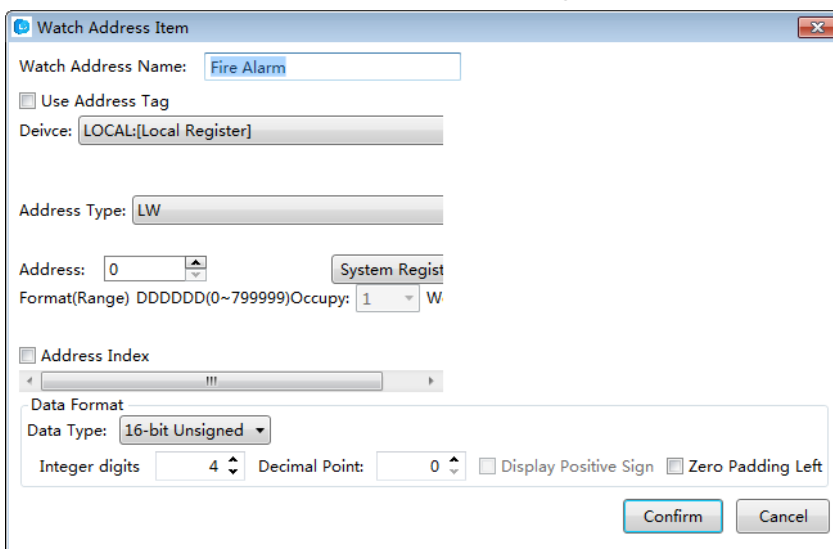 Watch Address Item
Watch Address Name: Fire Alarm
Use Address Tag
Deivce: LOCAL:[Local Register]
Address Type: LW
Address: 0 System Regist
Format(Range) DDDDDD(0~799999)Occupy: 1 W
Address Index
Data Format
Data Type: 16-bit Unsigned
Integer digits 4 Decimal Point: 0 Display Positive Sign Zero Padding Left
Confirm Cancel